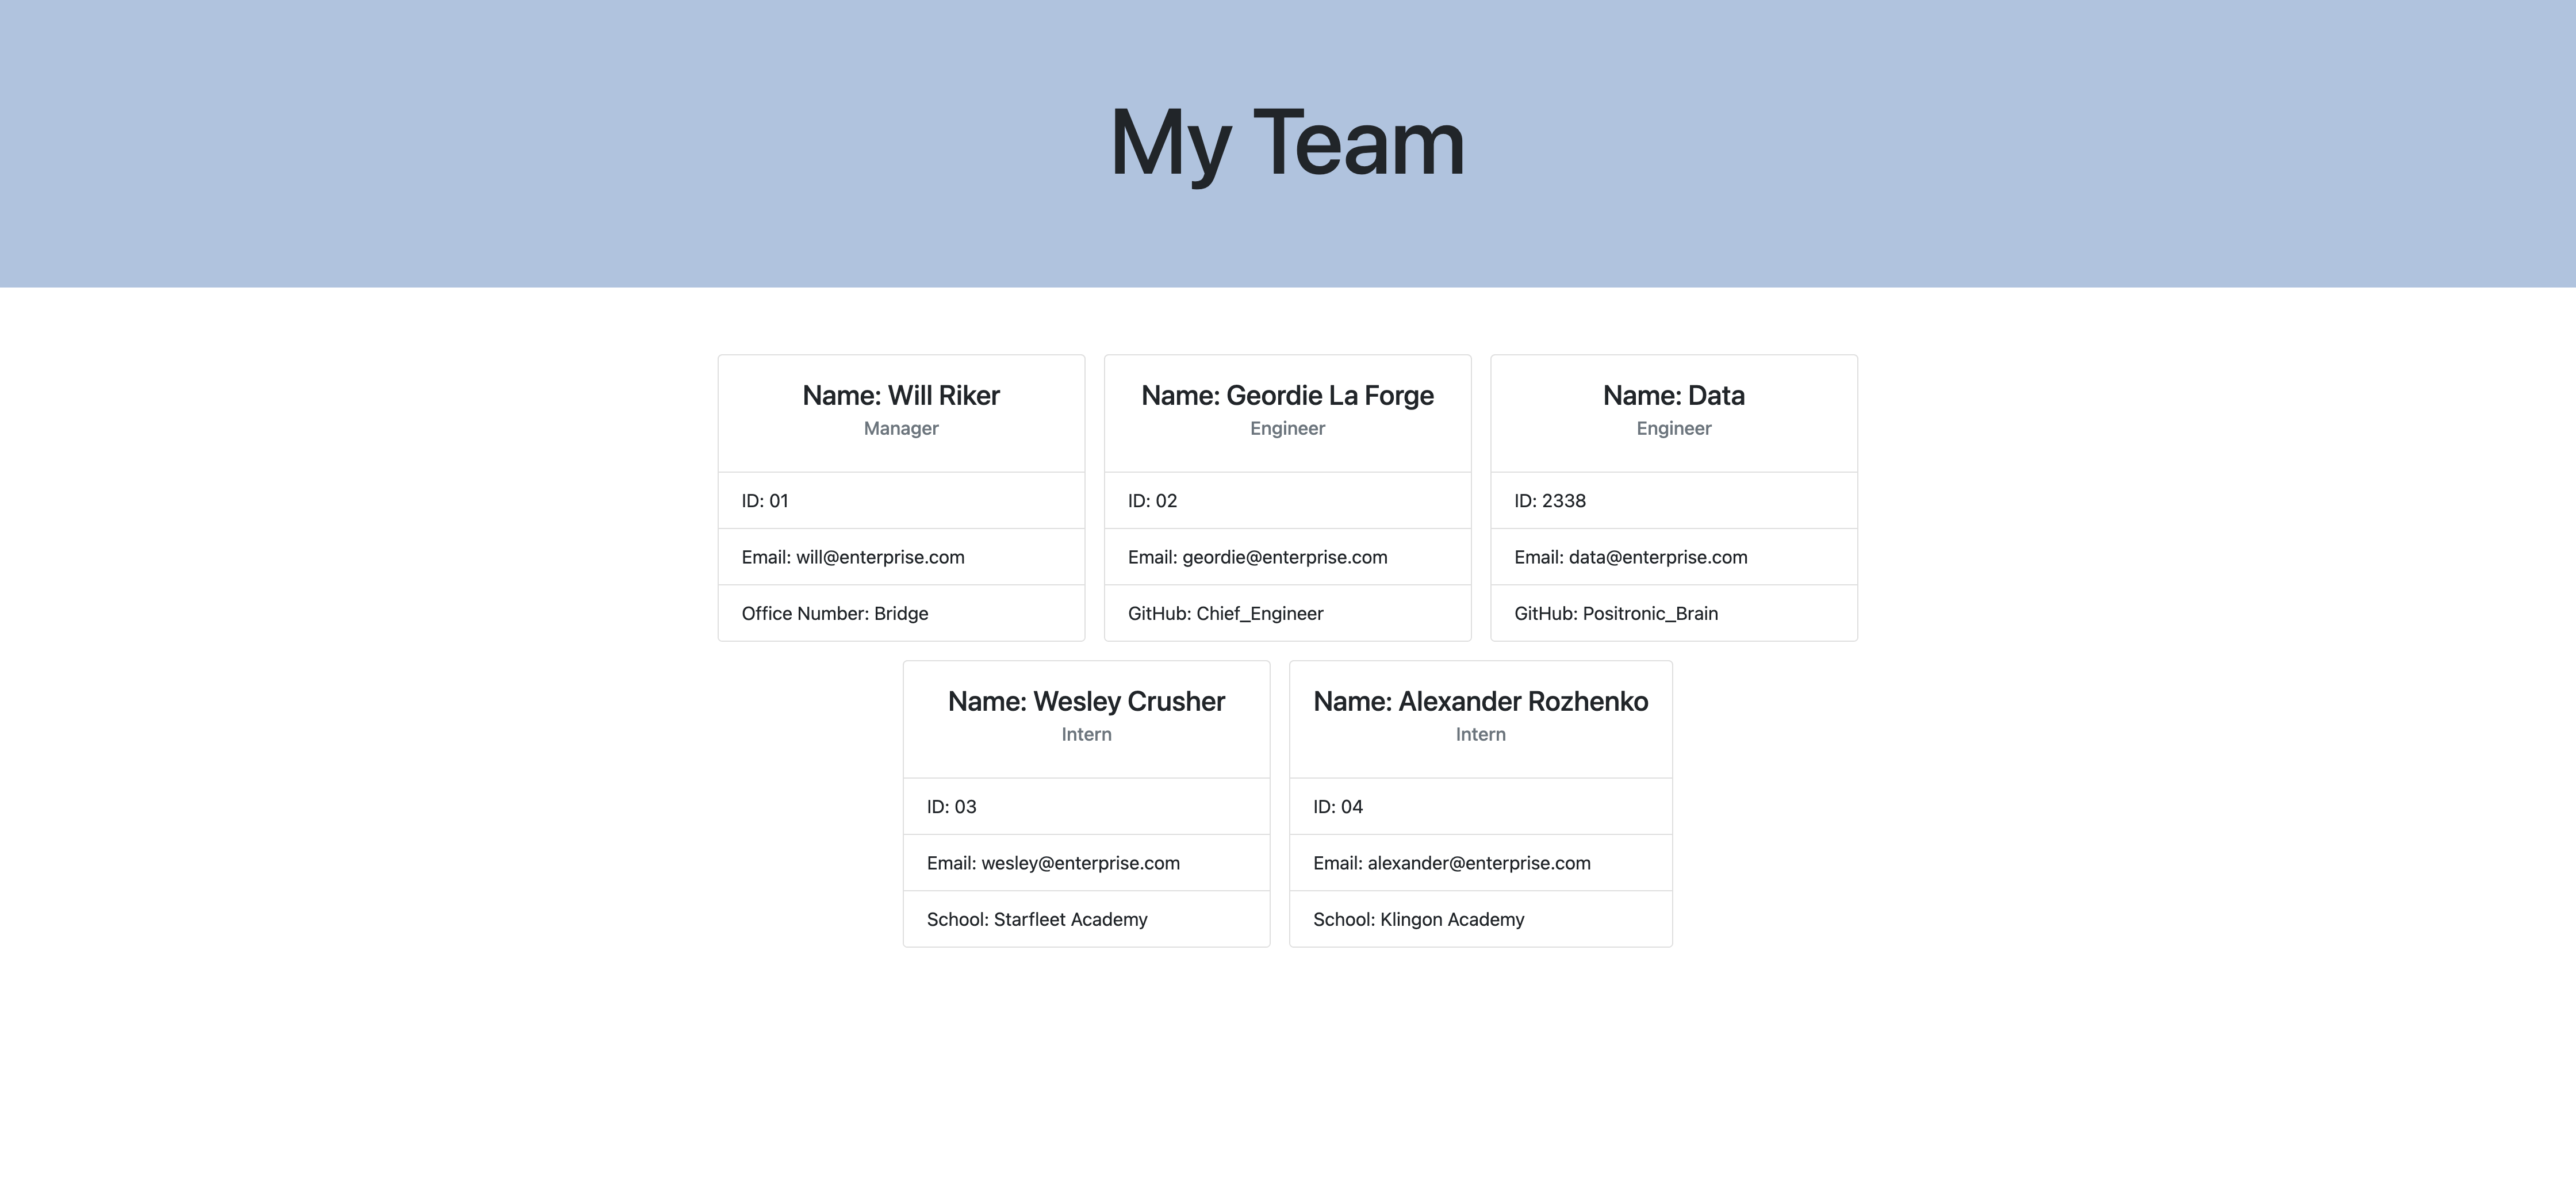 My Team
Name: Will Riker
Manager
ID: 01
Email: will@enterprise.com
Office Number: Bridge
Name: Geordie La Forge
Engineer
ID: 02
Email: geordie@enterprise.com
GitHub: Chief_Engineer
Name: Data
Engineer
ID: 2338
Email: data@enterprise.com
GitHub: Positronic_Brain
Name: Wesley Crusher
Intern
ID: 03
Email: wesley@enterprise.com
School: Starfleet Academy
Name: Alexander Rozhenko
Intern
ID: 04
Email: alexander@enterprise.com
School: Klingon Academy